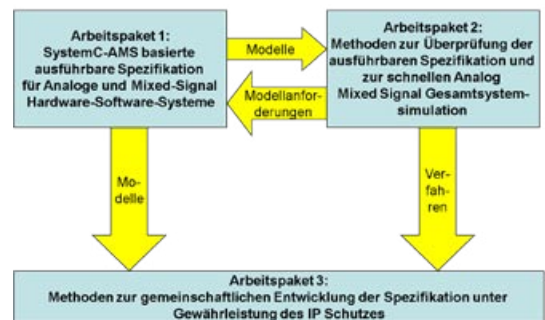 Arbeitspaket 1:
SystemC-AMS basierte
ausführbare Spezifikation
für Analoge und Mixed-Signal
Hardware-Software-Systeme
Modelle
Modellanfor-
derungen
Arbeitspaket 2:
Methoden zur Überprüfung der
ausführbaren Spezifikation und
zur schnellen Analog
Mixed Signal Gesamtsystem-
simulation
Mo-
delle
Ver-
fah-
ren
Arbeitspaket 3:
Methoden zur gemeinschaftlichen Entwicklung der Spezifikation unter
Gewährleistung des IP Schutzes